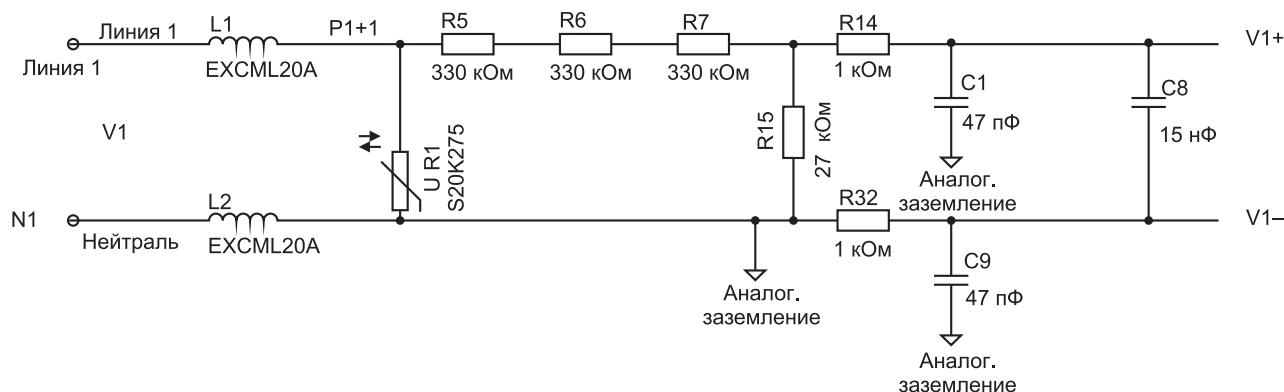 L1
P1+1
R5
R6
R7
R14
V1+
Линия 1
Линия 1
EXCML20A
330 кОм
330 кОм
330 кОм
1 кОм
C1
47 пФ
C8
15 нФ
V1
U R1
S20K275
R15
27 кОм
Аналог.
заземление
R32
L2
N1
V1–
Нейтраль
EXCML20A
1 кОм
C9
47 пФ
Аналог.
заземление
Аналог.
заземление